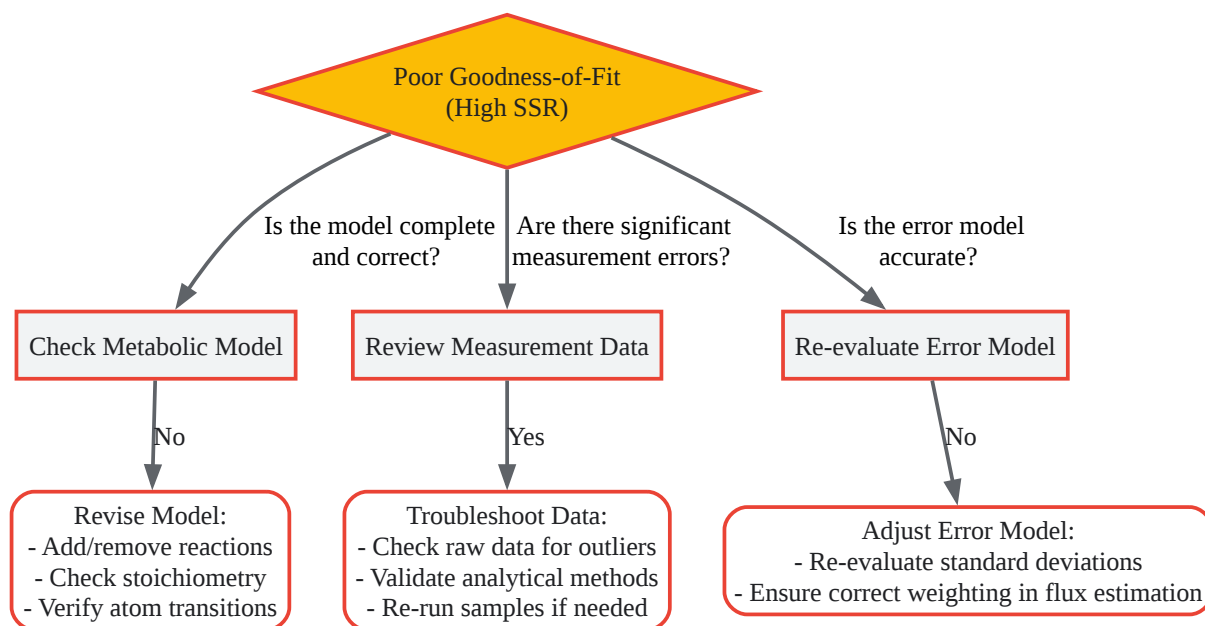 Poor Goodness-of-Fit
(High SSR)
Is the model complete
and correct?
Are there significant
measurement errors?
Is the error model
accurate?
Check Metabolic Model
Review Measurement Data
Re-evaluate Error Model
No
Yes
No
Revise Model:
- Add/remove reactions
- Check stoichiometry
- Verify atom transitions
Troubleshoot Data:
- Check raw data for outliers
- Validate analytical methods
- Re-run samples if needed
Adjust Error Model:
- Re-evaluate standard deviations
- Ensure correct weighting in flux estimation